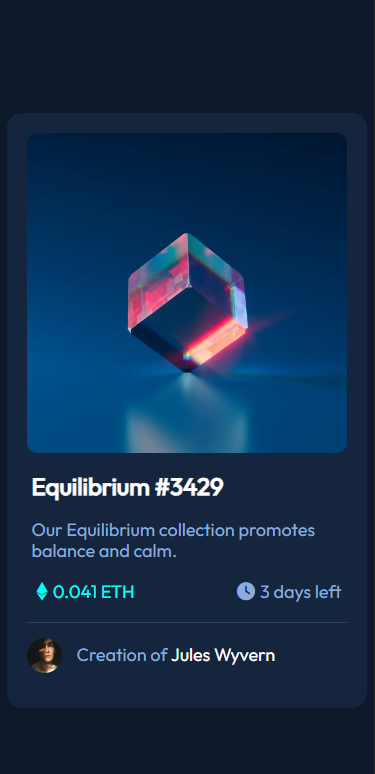 Equilibrium #3429
Our Equilibrium collection promotes
balance and calm.
0.041 ETH 3 days left
Creation of Jules Wyvern